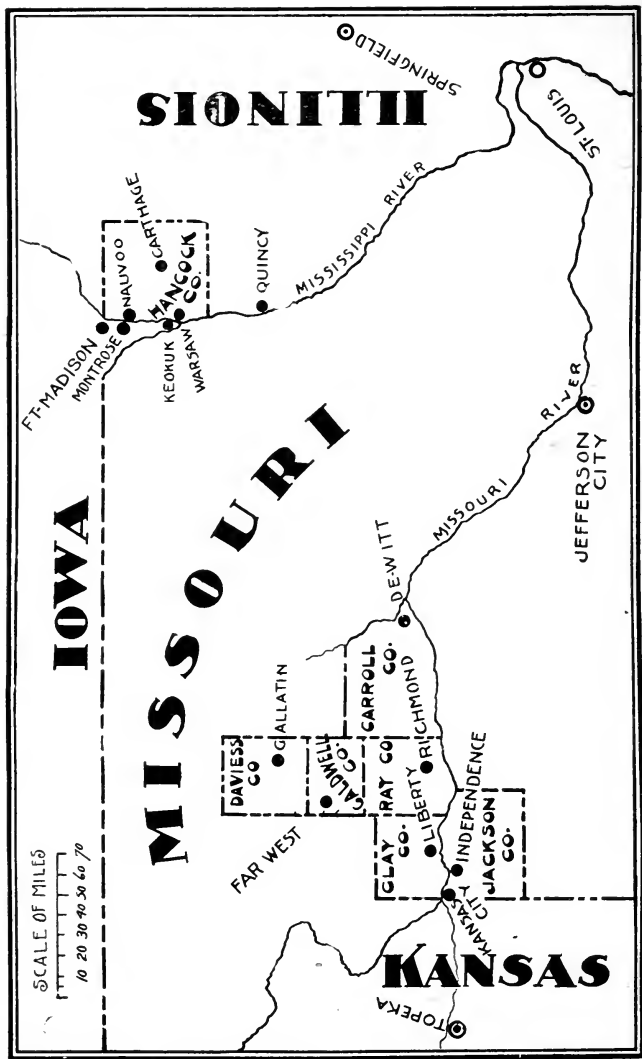 SCALE OF MILES
10 20 30 40 50 60 70
IOWA
FT-MADISON
MONTROSE
NAUVOO
CARTHAGE
HANCOCK
CO.
KEOKUK
WARSAW
QUINCY
ILLINOIS
SPRINGFIELD
MISSISSIPPI
RIVER
MISSOURI
DAVIESS
CO
GALLATIN
FAR WEST
CALDWELL
CO.
CLAY
CO.
RAY CO
CARROLL
CO.
DE-WITT
LIBERTY
RICHMOND
INDEPENDENCE
KANSAS
CITY
JACKSON
CO.
MISSOURI
RIVER
JEFFERSON
CITY
ST-LOUIS
TOPEKA
KANSAS